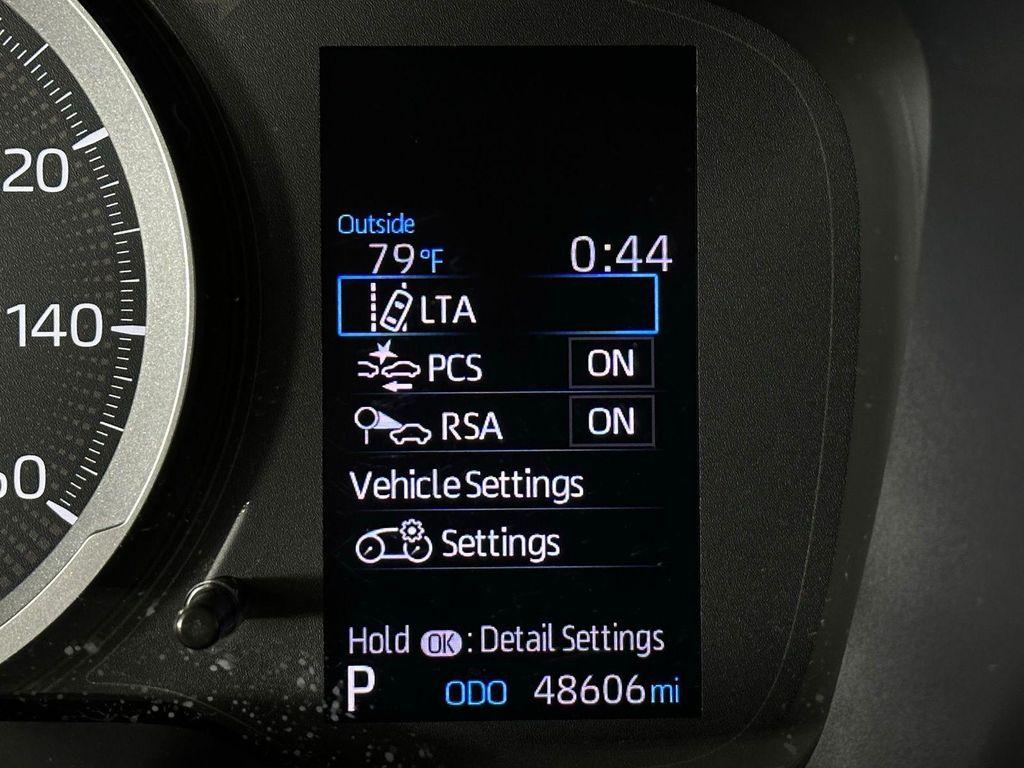 20
140
60
Outside
79°F 0:44
LTA
PCS ON
RSA ON
Vehicle Settings
Settings
Hold OK : Detail Settings
P ODO 48606 mi